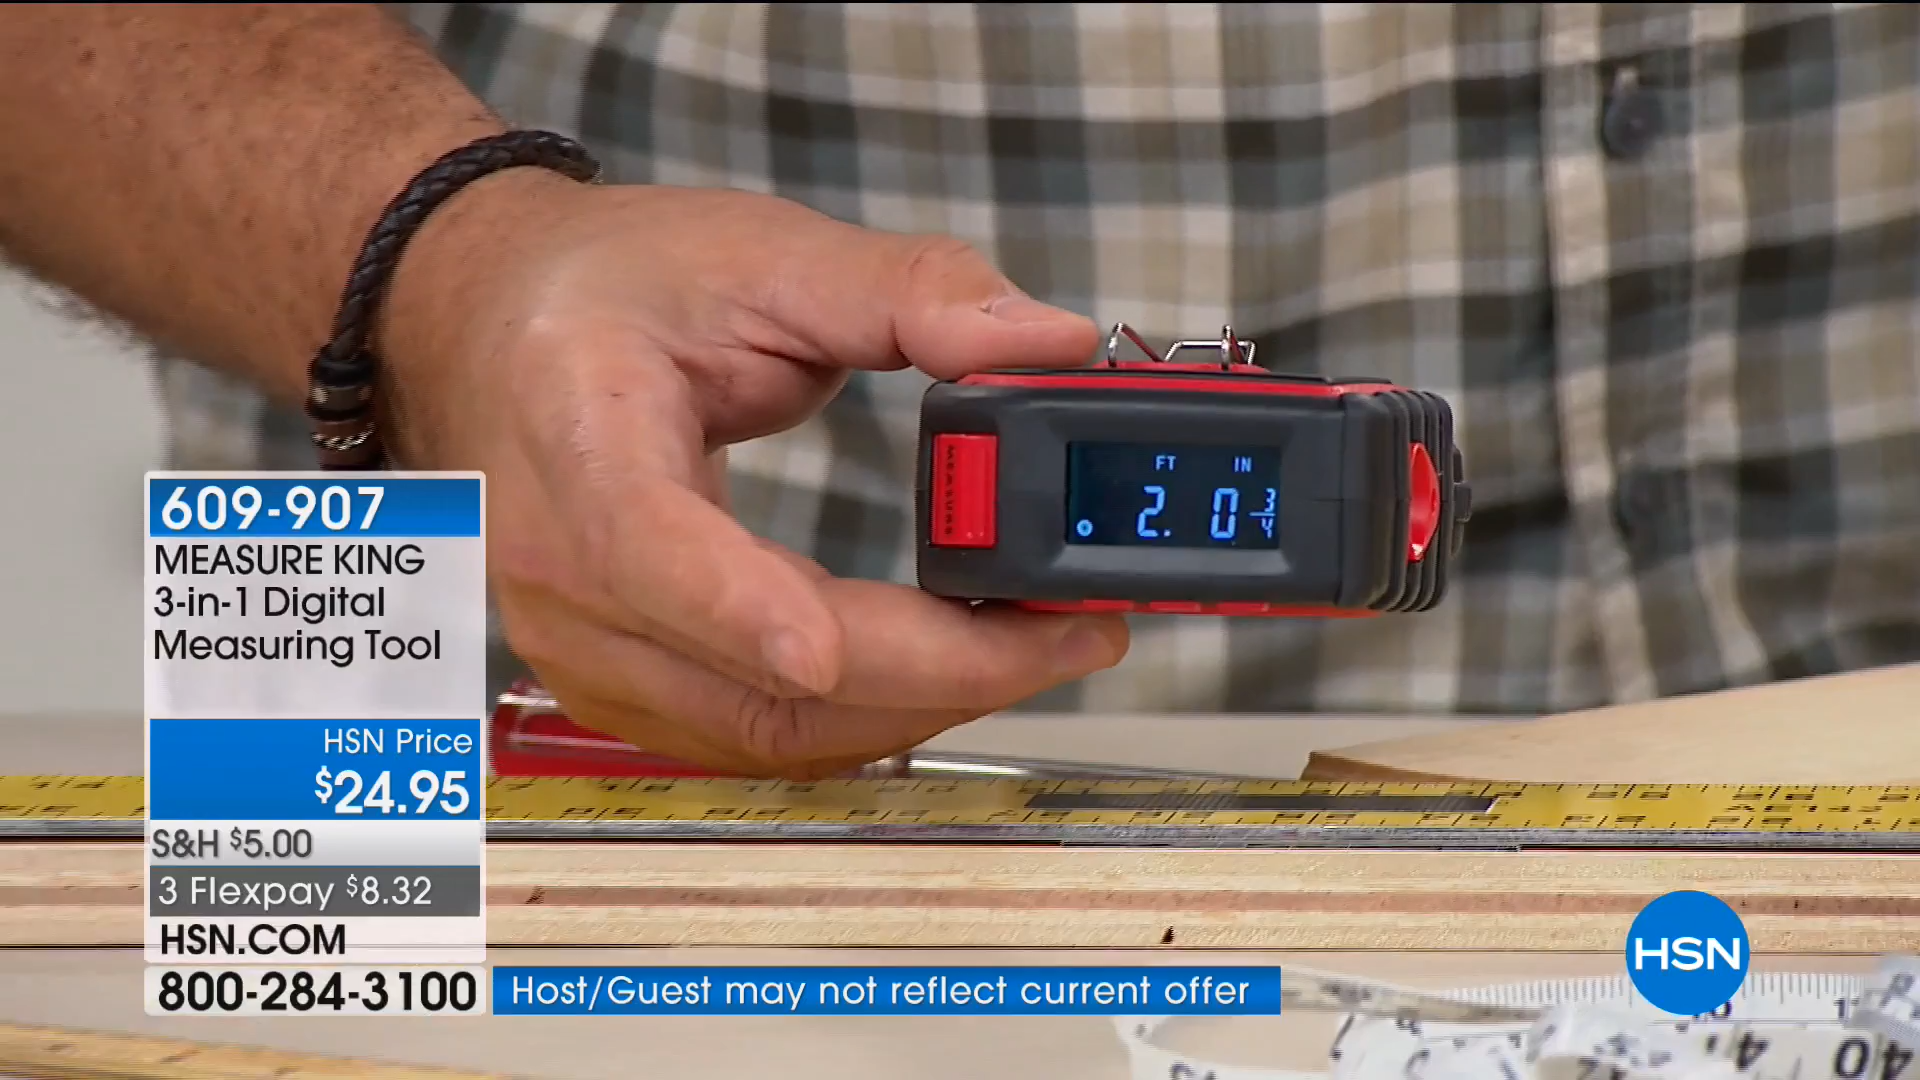 609-907
MEASURE KING
3-in-1 Digital
Measuring Tool
HSN Price
$24.95
S&H $5.00
3 Flexpay $8.32
HSN.COM
800-284-3100
Host/Guest may not reflect current offer
HSN
MEASURE
FT IN
2. 0 3/4
40